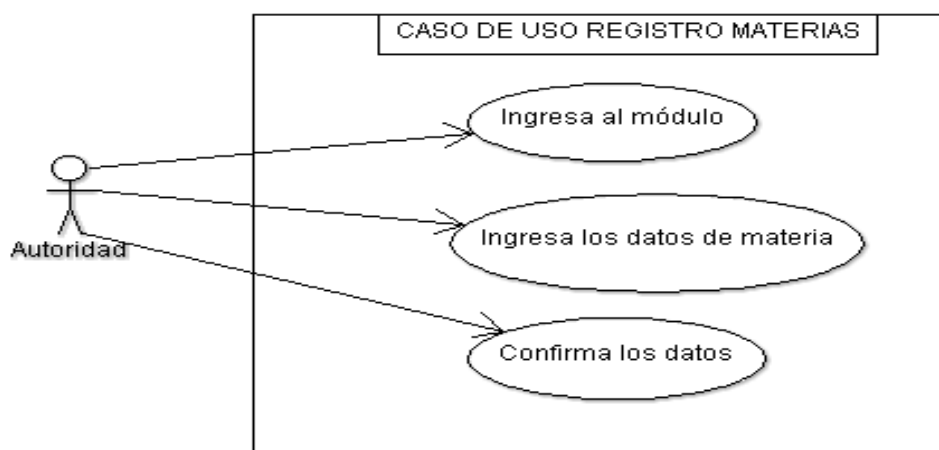 CASO DE USO REGISTRO MATERIAS
Ingresa al módulo
Autoridad
Ingresa los datos de materia
Confirma los datos